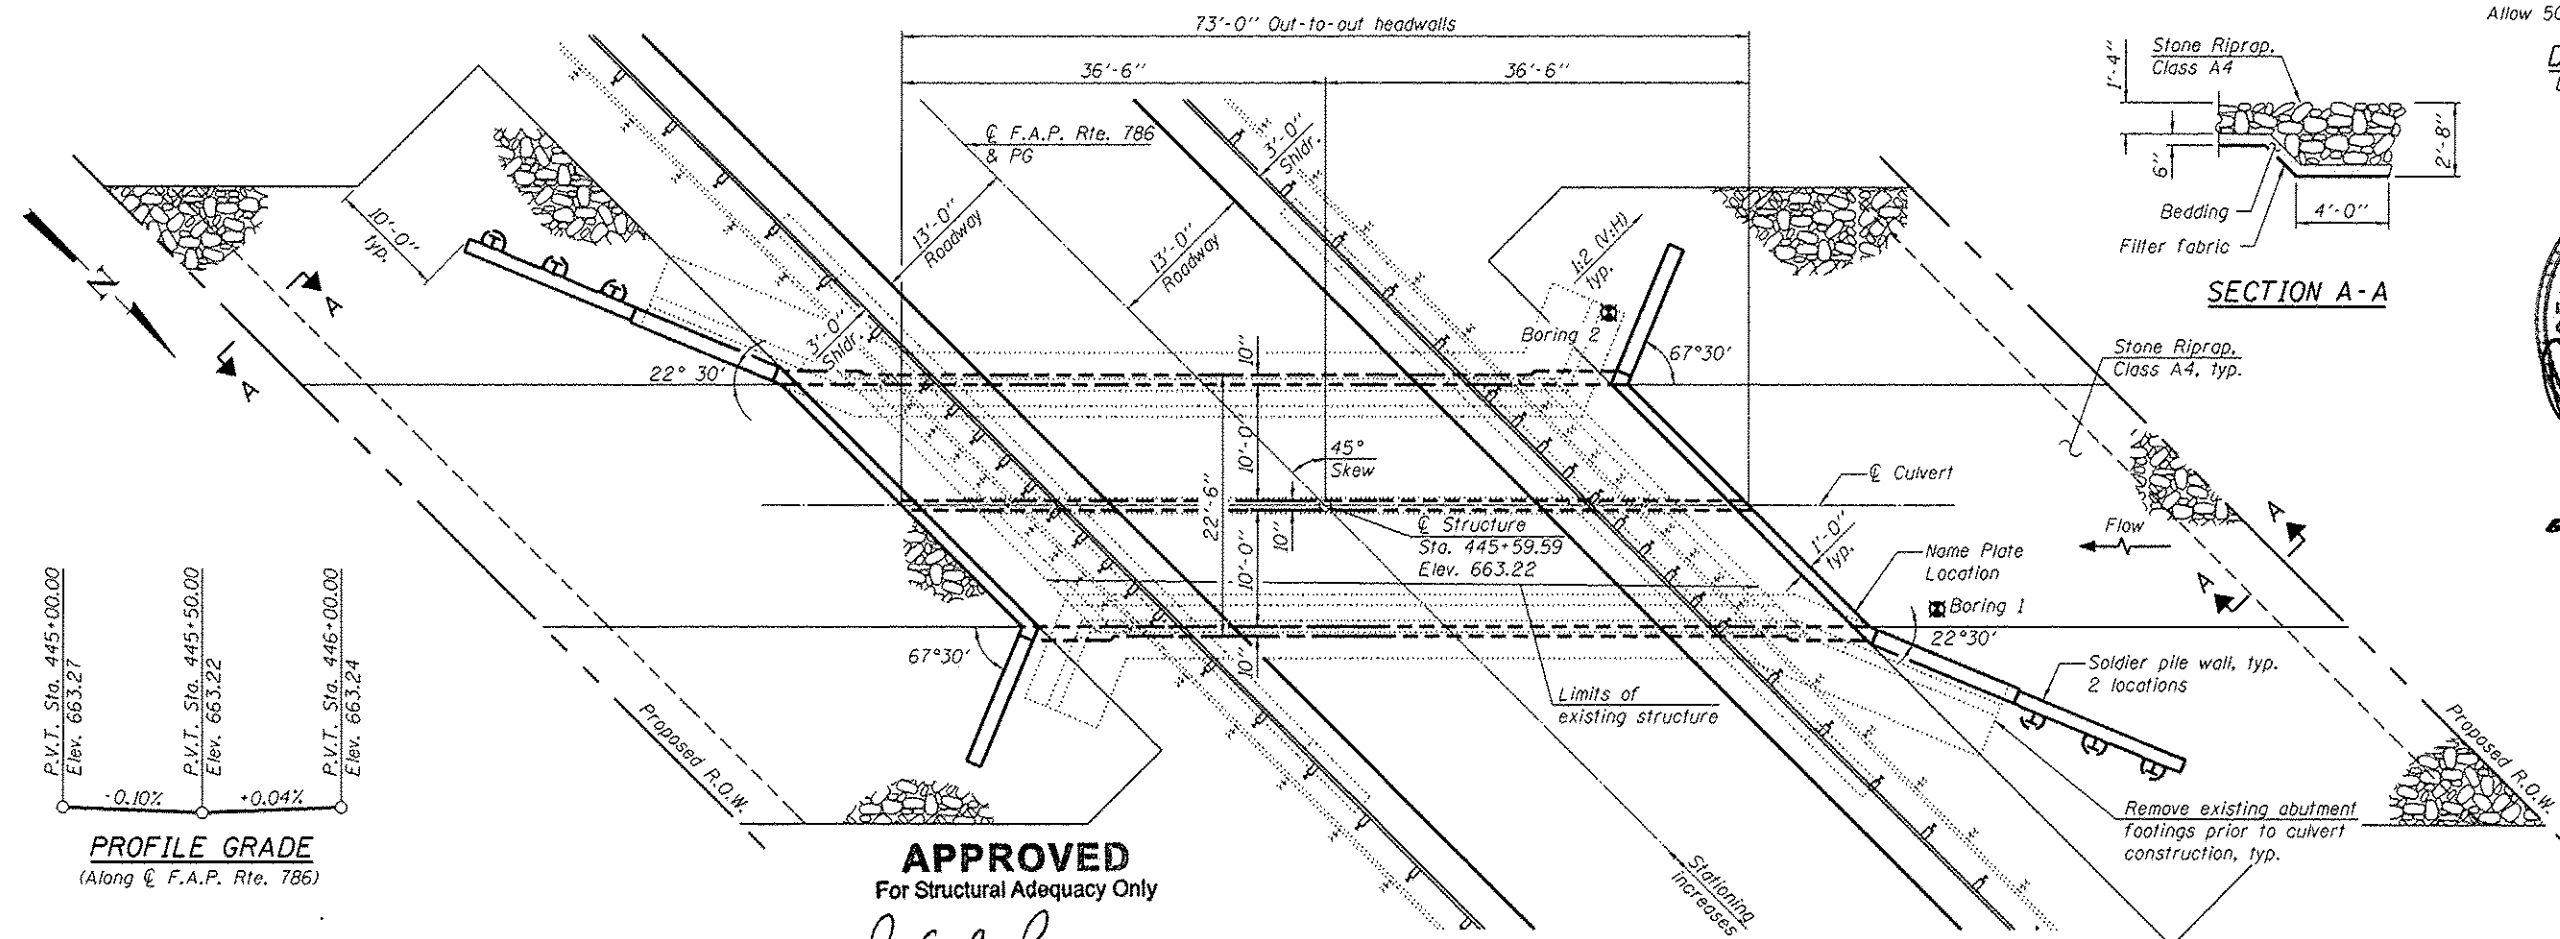 73'-0" Out-to-out headwalls
36'-6"
36'-6"
Allow 50
1'-4"
Stone Riprap,
Class A4
6"
2'-8"
Bedding
4'-0"
Filter fabric
SECTION A-A
℄ F.A.P. Rte. 786
& PG
3'-0"
Shldr.
13'-0"
Roadway
13'-0"
Roadway
10'-0"
typ.
N
A
A
3'-0"
Shldr.
22° 30'
1:2 (V:H)
typ.
Boring 2
67°30'
Stone Riprap,
Class A4, typ.
10"
10'-0"
45°
Skew
22'-6"
10"
10'-0"
10"
℄ Culvert
℄ Structure
Sta. 445+59.59
Elev. 663.22
Flow
1'-0"
typ.
Name Plate
Location
Boring 1
22°30'
A
A
Soldier pile wall, typ.
2 locations
67°30'
Limits of
existing structure
Proposed R.O.W.
Proposed R.O.W.
Remove existing abutment
footings prior to culvert
construction, typ.
Stationing
Increases
P.V.T. Sta. 445+00.00
Elev. 663.27
P.V.T. Sta. 445+50.00
Elev. 663.22
P.V.T. Sta. 446+00.00
Elev. 663.24
-0.10%
+0.04%
PROFILE GRADE
(Along ℄ F.A.P. Rte. 786)
APPROVED
For Structural Adequacy Only